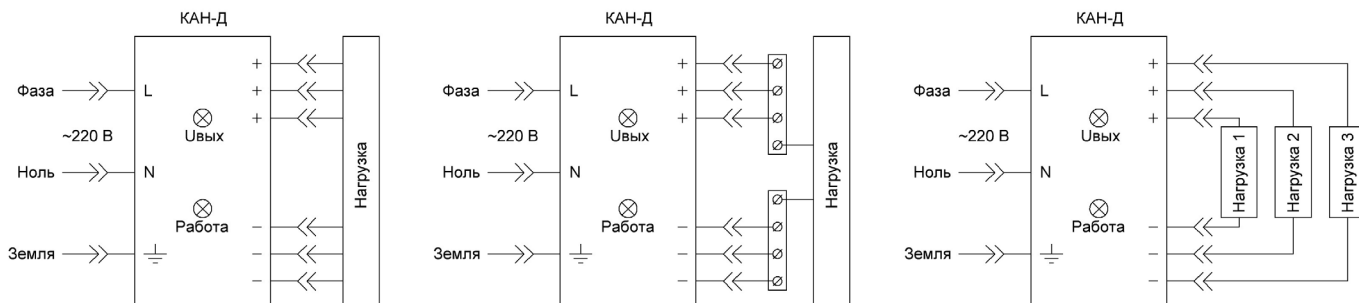 КАН-Д
Фаза
L
+
+
+
Uвых
~220 В
Ноль
N
Работа
Земля
−
−
−
Нагрузка
КАН-Д
Фаза
L
+
+
+
Uвых
~220 В
Ноль
N
Работа
Земля
−
−
−
Нагрузка
КАН-Д
Фаза
L
+
+
+
Uвых
~220 В
Ноль
N
Работа
Земля
−
−
−
Нагрузка 1
Нагрузка 2
Нагрузка 3